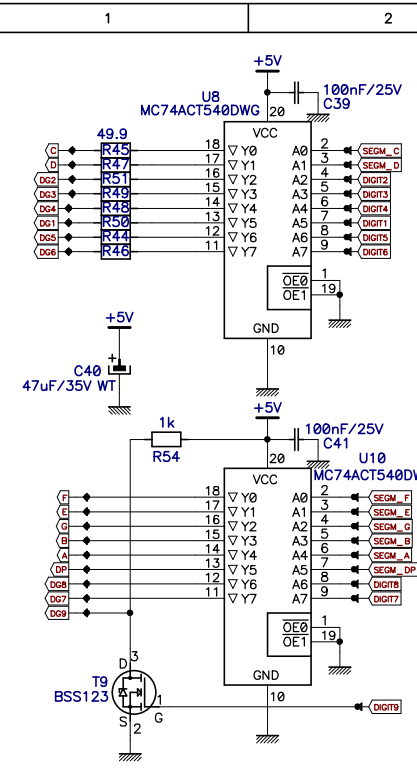 1 2
+5V
100nF/25V
C39
U8
MC74ACT540DWG
20
VCC
49.9
C R45 18 Y0 A0 2 SEGM_C
D R47 17 Y1 A1 3 SEGM_D
DG2 R51 16 Y2 A2 4 DIGIT2
DG3 R49 15 Y3 A3 5 DIGIT3
DG4 R48 14 Y4 A4 6 DIGIT4
DG1 R50 13 Y5 A5 7 DIGIT1
DG5 R44 12 Y6 A6 8 DIGIT5
DG6 R46 11 Y7 A7 9 DIGIT6
OE0 1
OE1 19
GND
10
+5V
+
C40
47uF/35V WT
+5V
1k
R54
100nF/25V
C41
20
U10
MC74ACT540DW
VCC
F 18 Y0 A0 2 SEGM_F
E 17 Y1 A1 3 SEGM_E
G 16 Y2 A2 4 SEGM_G
B 15 Y3 A3 5 SEGM_B
A 14 Y4 A4 6 SEGM_A
DP 13 Y5 A5 7 SEGM_DP
DG8 12 Y6 A6 8 DIGIT8
DG7 11 Y7 A7 9 DIGIT7
DG9
OE0 1
OE1 19
GND
10
D 3
T9
BSS123
1
G
S 2
DIGIT9